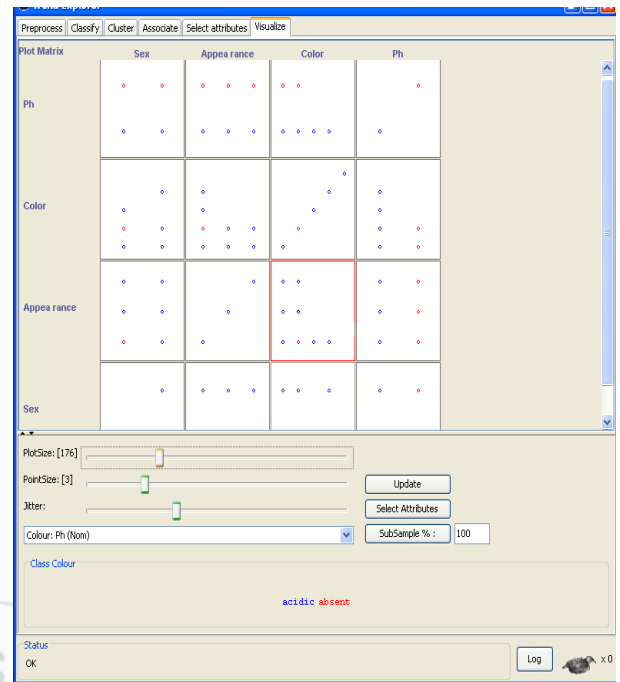 Weka Explorer
Preprocess Classify Cluster Associate Select attributes Visualize
Plot Matrix Sex Appea rance Color Ph
Ph
Color
Appea rance
Sex
PlotSize: [176]
PointSize: [3]
Update
Jitter:
Select Attributes
Colour: Ph (Nom)
SubSample % : 100
Class Colour
acidic absent
Status
OK
Log x 0